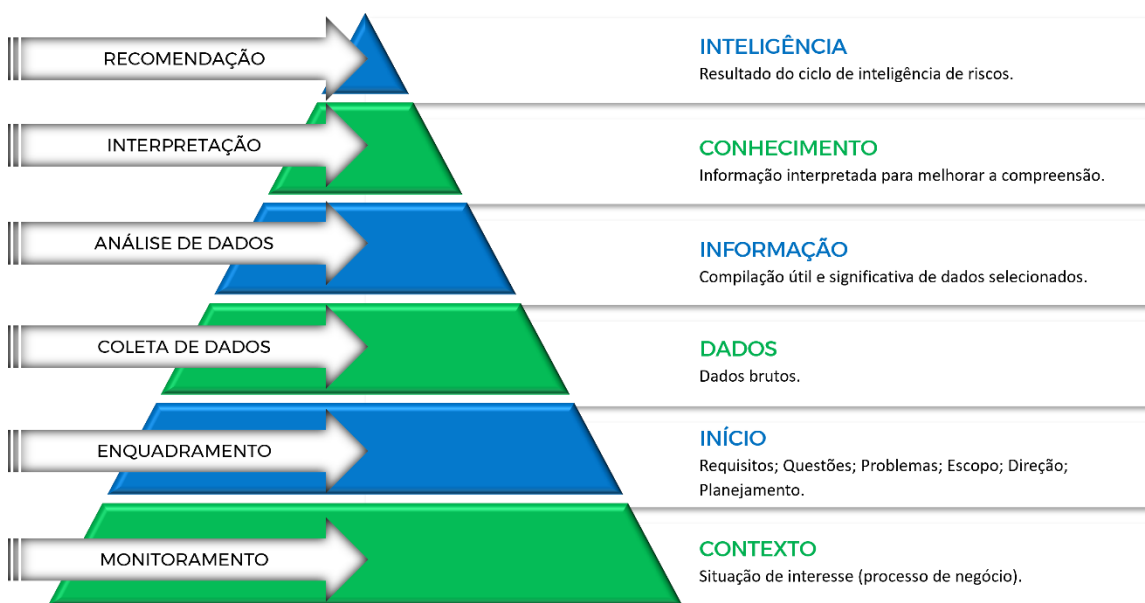 RECOMENDAÇÃO
INTELIGÊNCIA
Resultado do ciclo de inteligência de riscos.
INTERPRETAÇÃO
CONHECIMENTO
Informação interpretada para melhorar a compreensão.
ANÁLISE DE DADOS
INFORMAÇÃO
Compilação útil e significativa de dados selecionados.
COLETA DE DADOS
DADOS
Dados brutos.
ENQUADRAMENTO
INÍCIO
Requisitos; Questões; Problemas; Escopo; Direção;
Planejamento.
MONITORAMENTO
CONTEXTO
Situação de interesse (processo de negócio).